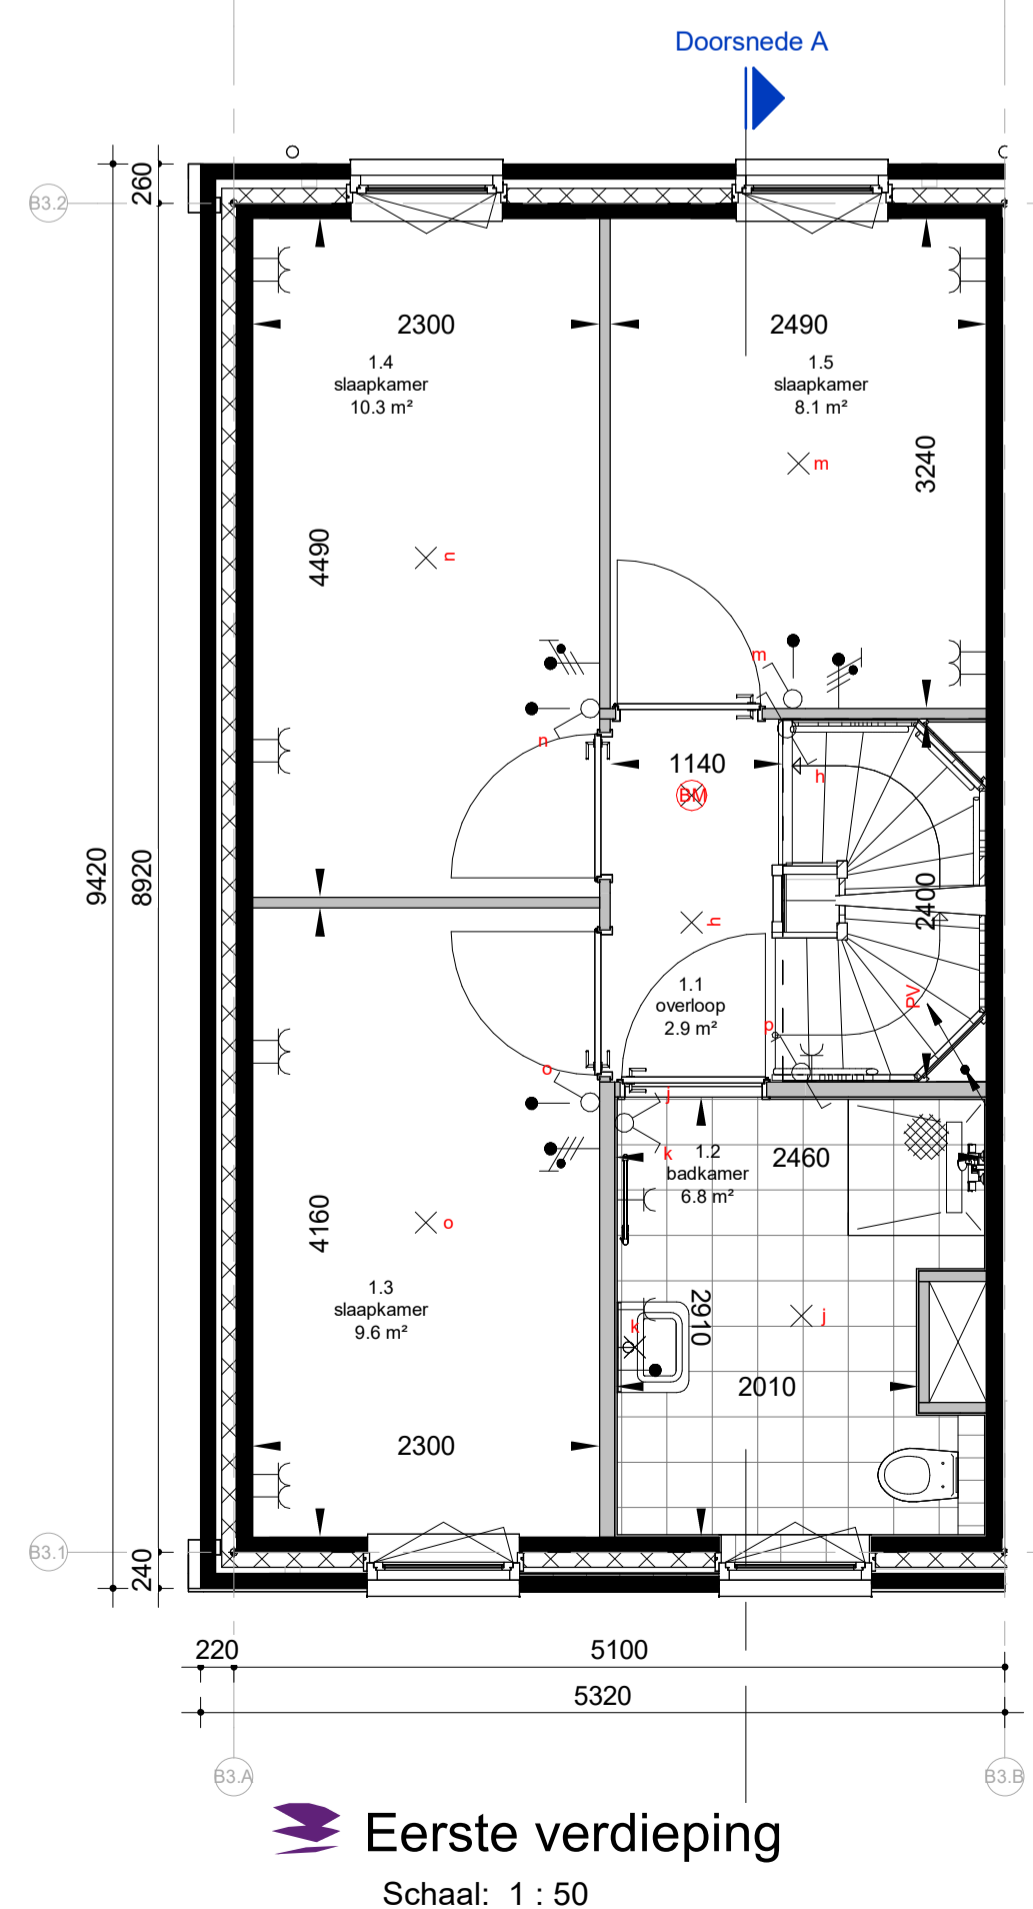 Doorsnede A
260
B3.2
2300
2490
1.4
slaapkamer
10.3 m²
1.5
slaapkamer
8.1 m²
3240
m
4490
n
m
n
1140
h
BM
9420
8920
2400
h
1.1
overloop
2.9 m²
PV
p
o
j
k
1.2
badkamer
6.8 m²
2460
4160
o
1.3
slaapkamer
9.6 m²
2910
k
j
2010
2300
B3.1
240
220
5100
5320
B3.A
B3.B
Eerste verdieping
Schaal: 1 : 50